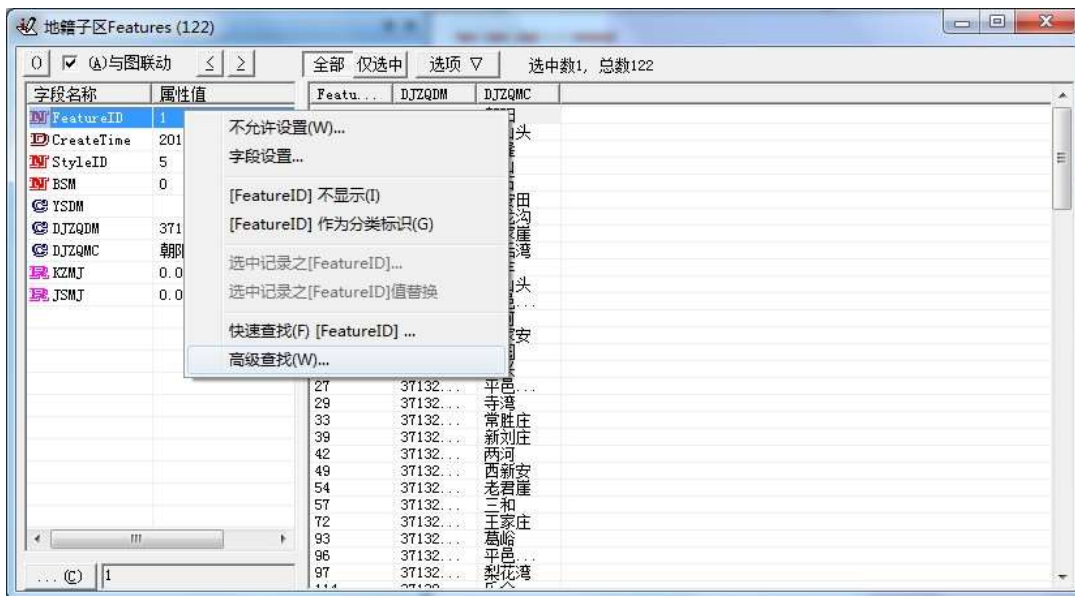 地籍子区Features (122)
0 (A)与图联动 < > 全部 仅选中 选项 ▽ 选中数1, 总数122
字段名称 属性值
FeatureID 1
CreateTime 201
StyleID 5
BSM 0
YSDM
DJZQDM 371
DJZQMC 朝阳
KZMJ 0.0
JSMJ 0.0
... (C) 1
不允许设置(W)...
字段设置...
[FeatureID] 不显示(I)
[FeatureID] 作为分类标识(G)
选中记录之[FeatureID]...
选中记录之[FeatureID]值替换
快速查找(F) [FeatureID] ...
高级查找(W)...
Featu... DJZQDM DJZQMC
27 37132... 平邑...
29 37132... 寺湾
33 37132... 常胜庄
39 37132... 新刘庄
42 37132... 两河
49 37132... 西新安
54 37132... 老君崖
57 37132... 三和
72 37132... 王家庄
93 37132... 葛峪
96 37132... 平邑...
97 37132... 梨花湾